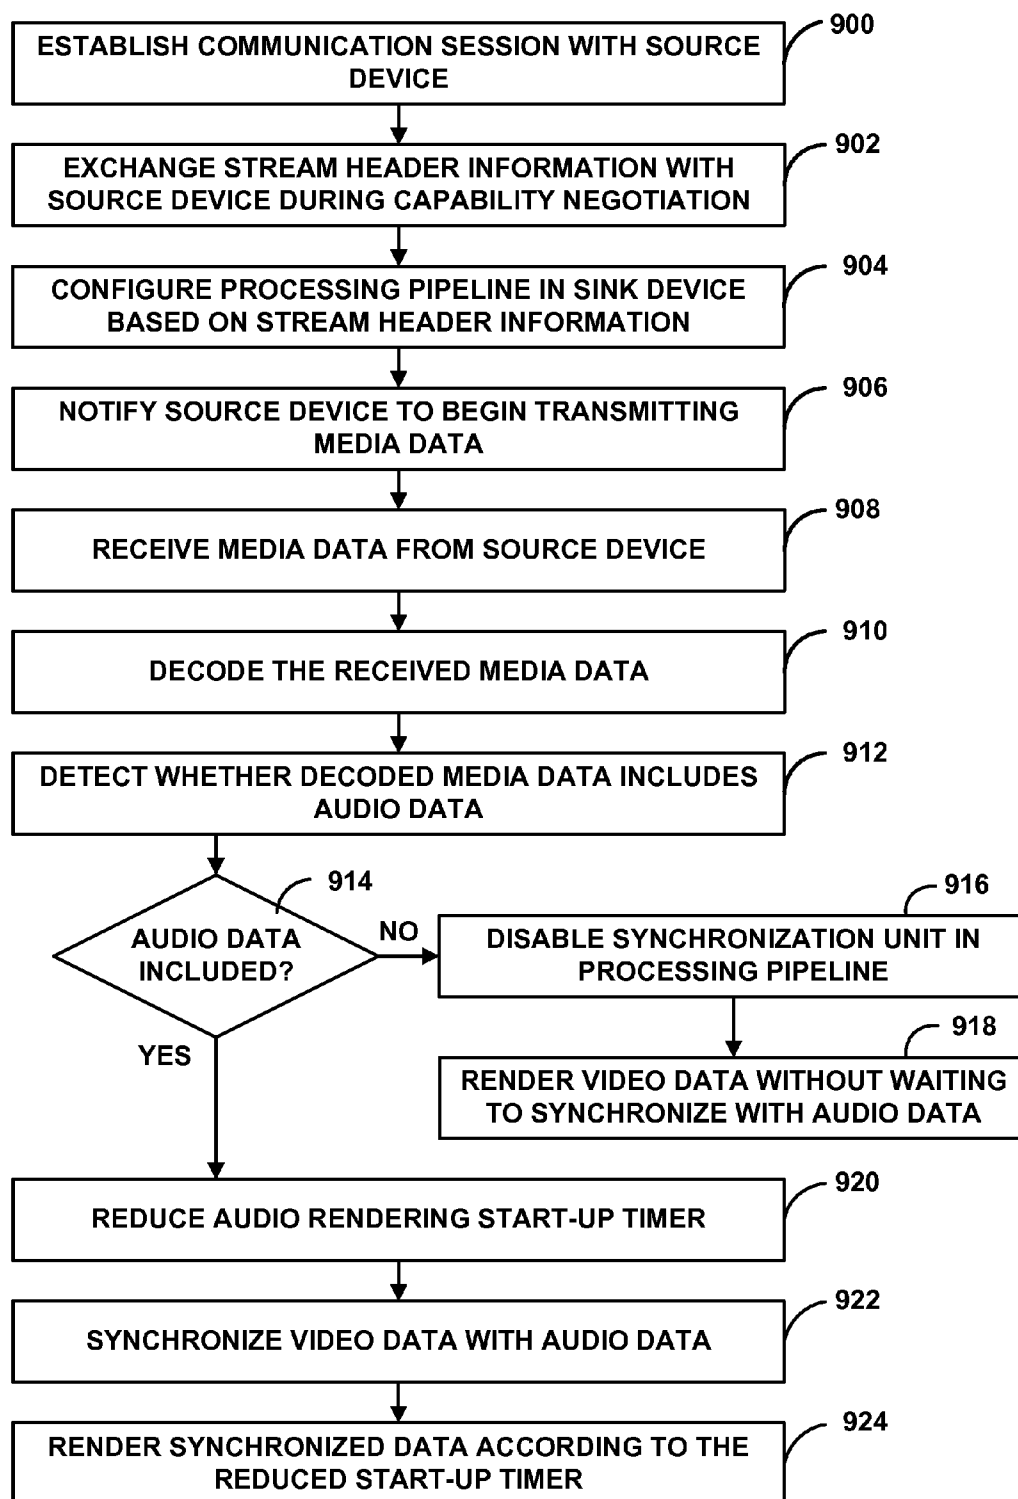 900
ESTABLISH COMMUNICATION SESSION WITH SOURCE
DEVICE
902
EXCHANGE STREAM HEADER INFORMATION WITH
SOURCE DEVICE DURING CAPABILITY NEGOTIATION
904
CONFIGURE PROCESSING PIPELINE IN SINK DEVICE
BASED ON STREAM HEADER INFORMATION
906
NOTIFY SOURCE DEVICE TO BEGIN TRANSMITTING
MEDIA DATA
908
RECEIVE MEDIA DATA FROM SOURCE DEVICE
910
DECODE THE RECEIVED MEDIA DATA
912
DETECT WHETHER DECODED MEDIA DATA INCLUDES
AUDIO DATA
914
AUDIO DATA
INCLUDED?
NO
916
DISABLE SYNCHRONIZATION UNIT IN
PROCESSING PIPELINE
918
RENDER VIDEO DATA WITHOUT WAITING
TO SYNCHRONIZE WITH AUDIO DATA
YES
920
REDUCE AUDIO RENDERING START-UP TIMER
922
SYNCHRONIZE VIDEO DATA WITH AUDIO DATA
924
RENDER SYNCHRONIZED DATA ACCORDING TO THE
REDUCED START-UP TIMER